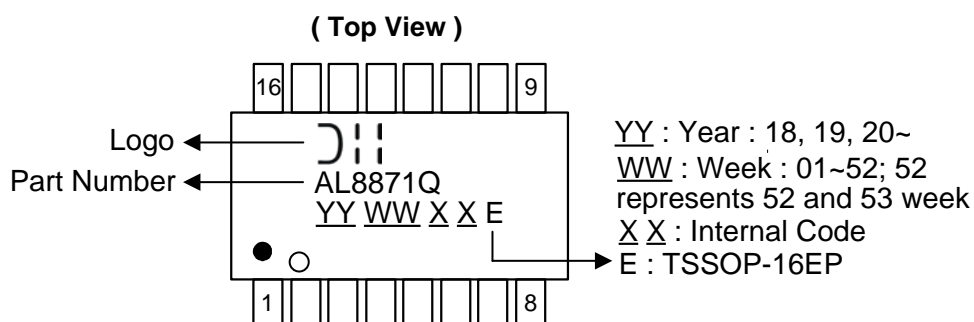 ( Top View )
16 9
Logo
Part Number
AL8871Q
YY WW X X E
1 8
YY : Year : 18, 19, 20~
WW : Week : 01~52; 52
represents 52 and 53 week
X X : Internal Code
E : TSSOP-16EP